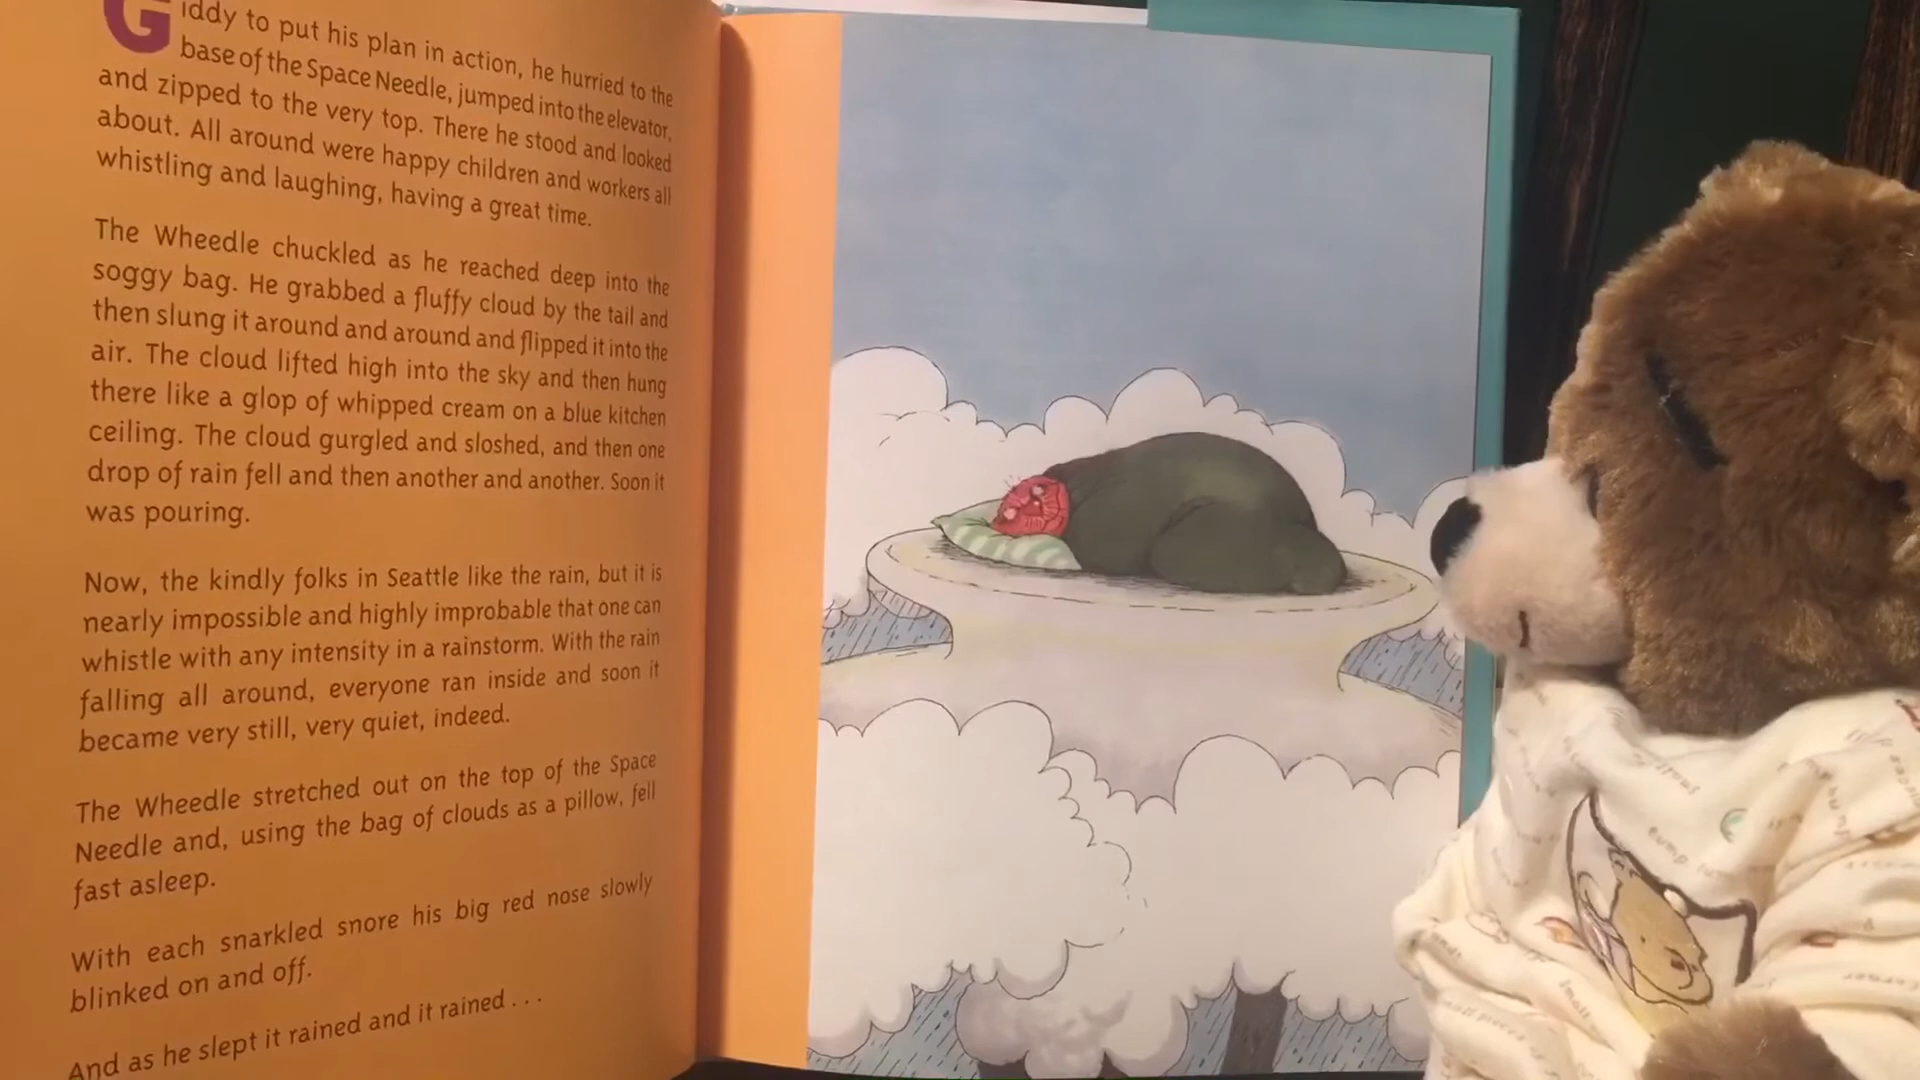 Giddy to put his plan in action, he hurried to the
base of the Space Needle, jumped into the elevator,
and zipped to the very top. There he stood and looked
about. All around were happy children and workers all
whistling and laughing, having a great time.
The Wheedle chuckled as he reached deep into the
soggy bag. He grabbed a fluffy cloud by the tail and
then slung it around and around and flipped it into the
air. The cloud lifted high into the sky and then hung
there like a glop of whipped cream on a blue kitchen
ceiling. The cloud gurgled and sloshed, and then one
drop of rain fell and then another and another. Soon it
was pouring.
Now, the kindly folks in Seattle like the rain, but it is
nearly impossible and highly improbable that one can
whistle with any intensity in a rainstorm. With the rain
falling all around, everyone ran inside and soon it
became very still, very quiet, indeed.
The Wheedle stretched out on the top of the Space
Needle and, using the bag of clouds as a pillow, fell
fast asleep.
With each snarkled snore his big red nose slowly
blinked on and off.
And as he slept it rained and it rained . . .